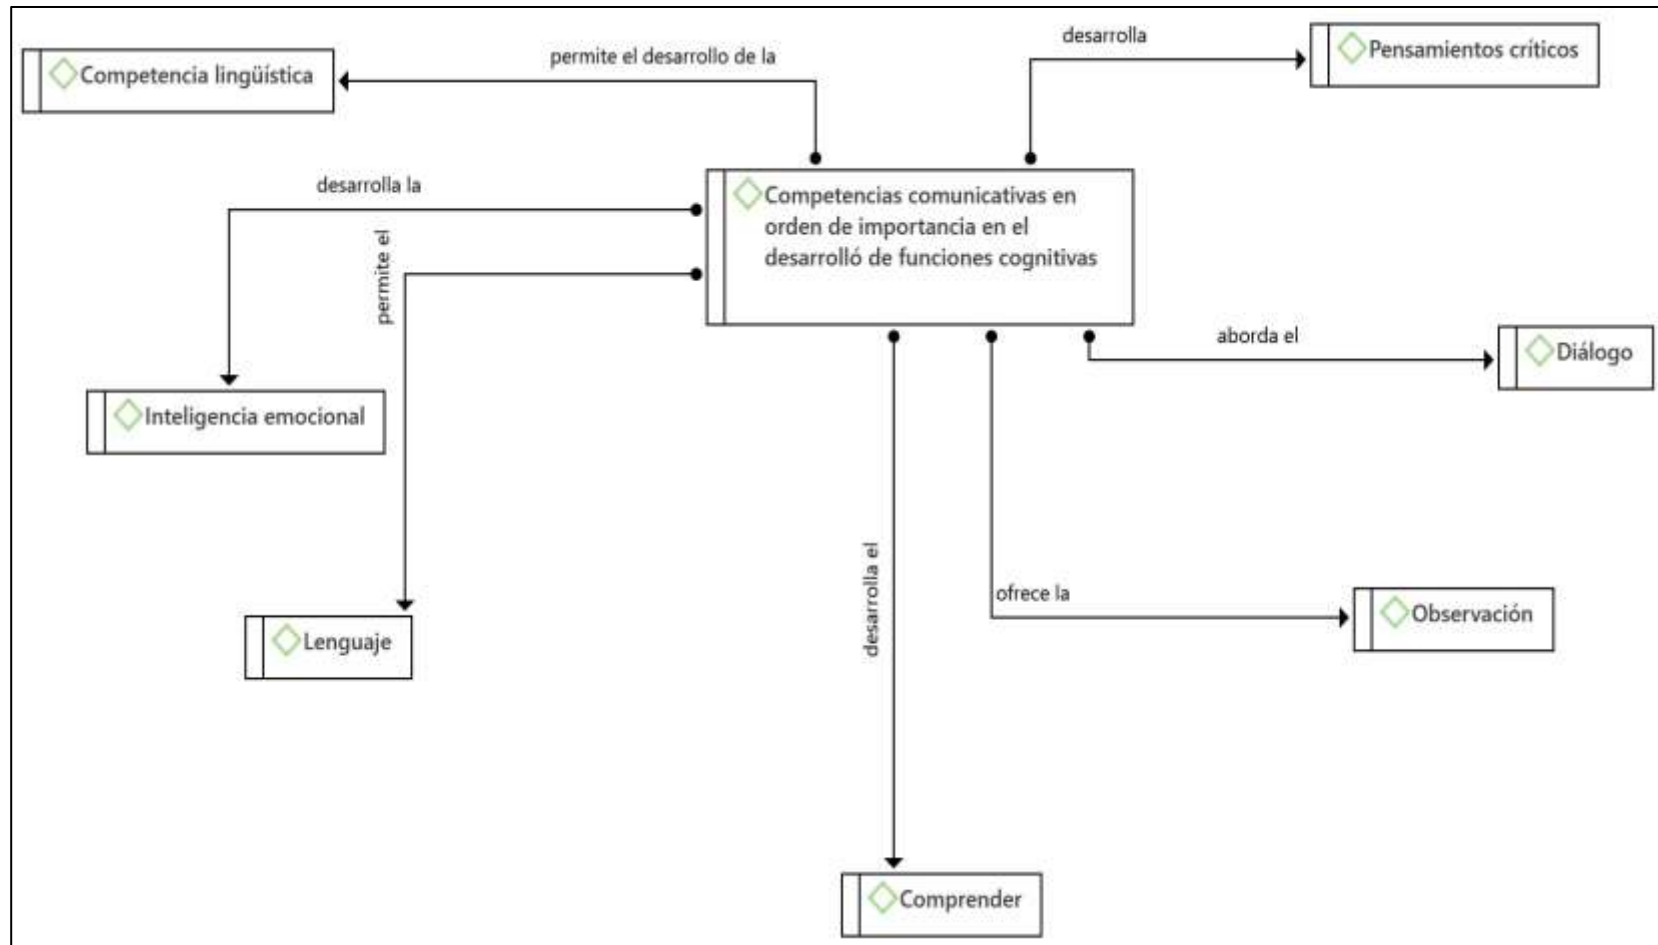 desarrolla
Pensamientos críticos
permite el desarrollo de la
Competencia lingüística
desarrolla la
Competencias comunicativas en
orden de importancia en el
desarrolló de funciones cognitivas
permite el
aborda el
Diálogo
Inteligencia emocional
desarrolla el
ofrece la
Observación
Lenguaje
Comprender